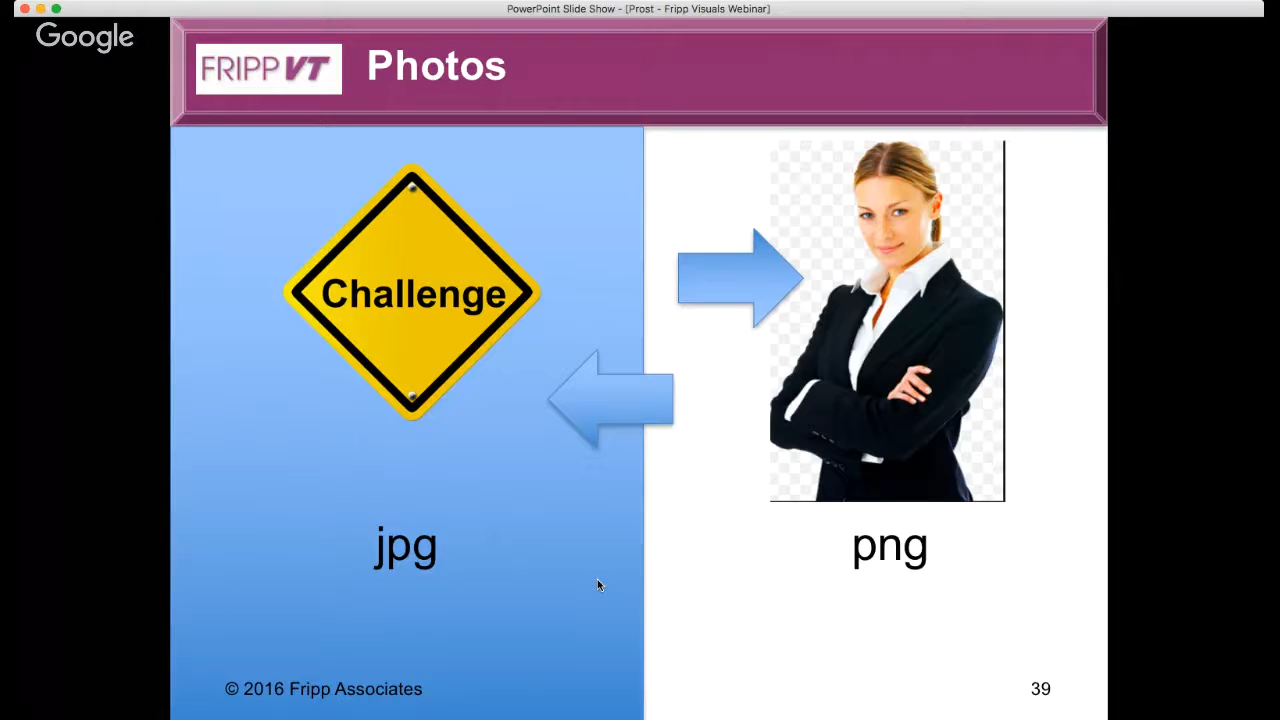 PowerPoint Slide Show - [Prost - Fripp Visuals Webinar]
Google
FRIPP VT
Photos
Challenge
jpg
png
© 2016 Fripp Associates
39